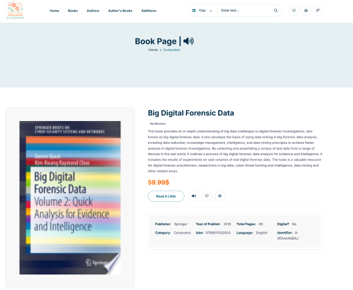 Home Books Authors Author's Books Additions
Title Enter text...
Book Page |
Home > Computers
SPRINGER BRIEFS ON
CYBER SECURITY SYSTEMS AND NETWORKS
Darren Quick
Kim-Kwang Raymond Choo
Big Digital
Forensic Data
Volume 2: Quick
Analysis for Evidence
and Intelligence
Springer
Big Digital Forensic Data
No Reviews
This book provides an in-depth understanding of big data challenges to digital forensic investigations, also
known as big digital forensic data. It also develops the basis of using data mining in big forensic data analysis,
including data reduction, knowledge management, intelligence, and data mining principles to achieve faster
analysis in digital forensic investigations. By collecting and assembling a corpus of test data from a range of
devices in the real world, it outlines a process of big digital forensic data analysis for evidence and intelligence. It
includes the results of experiments on vast volumes of real digital forensic data. The book is a valuable resource
for digital forensic practitioners, researchers in big data, cyber threat hunting and intelligence, data mining and
other related areas.
59.99$
Read A Little
Publisher: Springer Year of Publish: 2018 Total Pages: Digital? No
Category: Computers Isbn: Language: English Identifier: